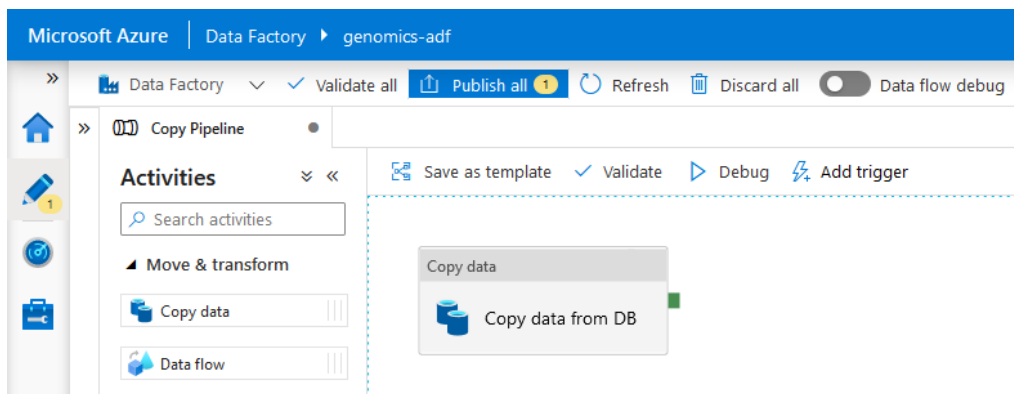 Microsoft Azure Data Factory genomics-adf
Data Factory Validate all Publish all 1 Refresh Discard all Data flow debug
Copy Pipeline
Activities
Save as template Validate Debug Add trigger
1
Search activities
Move & transform
Copy data
Copy data
Copy data from DB
Data flow